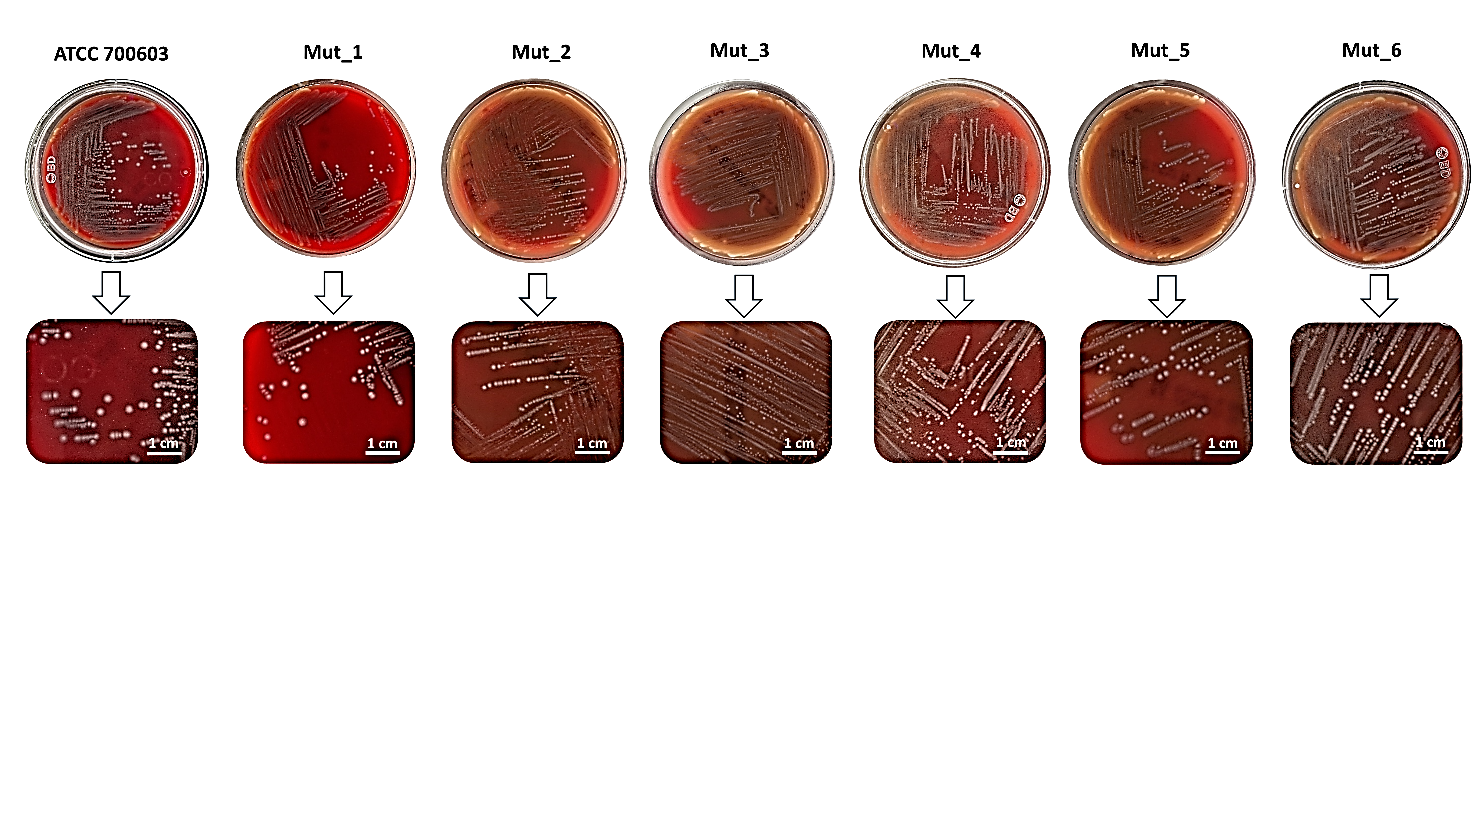 ATCC 700603
Mut_1
Mut_2
Mut_3
Mut_4
Mut_5
Mut_6
BD
BD
BD
1 cm
1 cm
1 cm
1 cm
1 cm
1 cm
1 cm